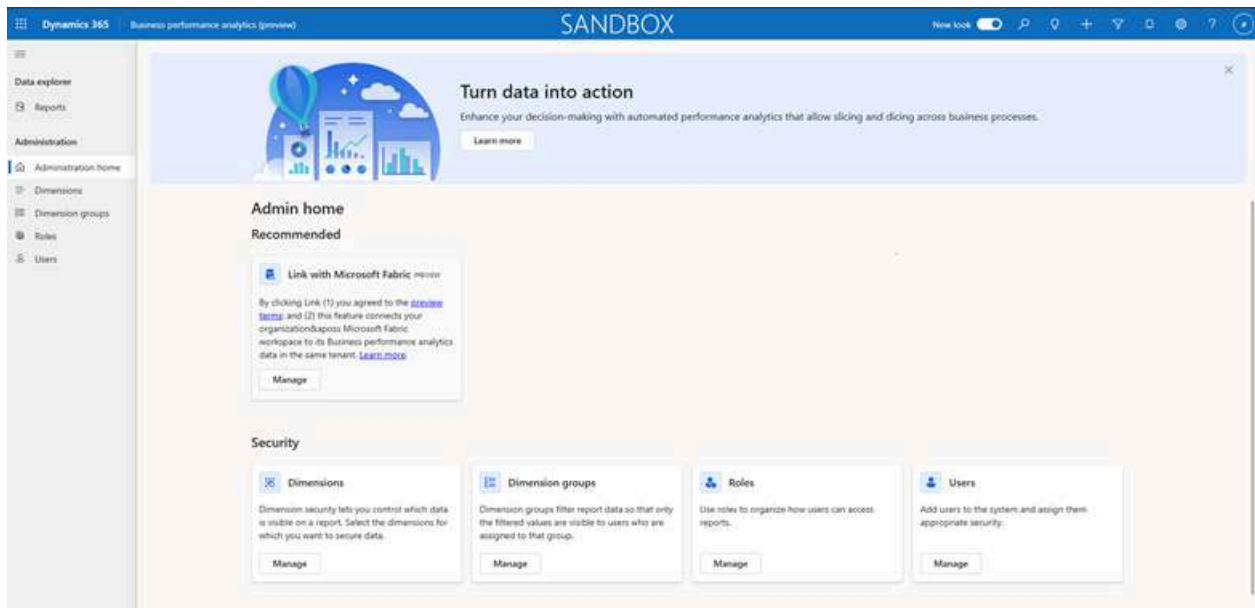 Dynamics 365
Business performance analytics (preview)
SANDBOX
New look
Data explorer
Reports
Administration
Administration home
Dimensions
Dimension groups
Roles
Users
Turn data into action
Enhance your decision-making with automated performance analytics that allow slicing and dicing across business processes.
Learn more
Admin home
Recommended
Link with Microsoft Fabric PREVIEW
By clicking Link (1) you agreed to the preview
terms and (2) this feature connects your
organization&aposs Microsoft Fabric
workspace to its Business performance analytics
data in the same tenant. Learn more
Manage
Security
Dimensions
Dimension security lets you control which data
is visible on a report. Select the dimensions for
which you want to secure data.
Manage
Dimension groups
Dimension groups filter report data so that only
the filtered values are visible to users who are
assigned to that group.
Manage
Roles
Use roles to organize how users can access
reports.
Manage
Users
Add users to the system and assign them
appropriate security.
Manage